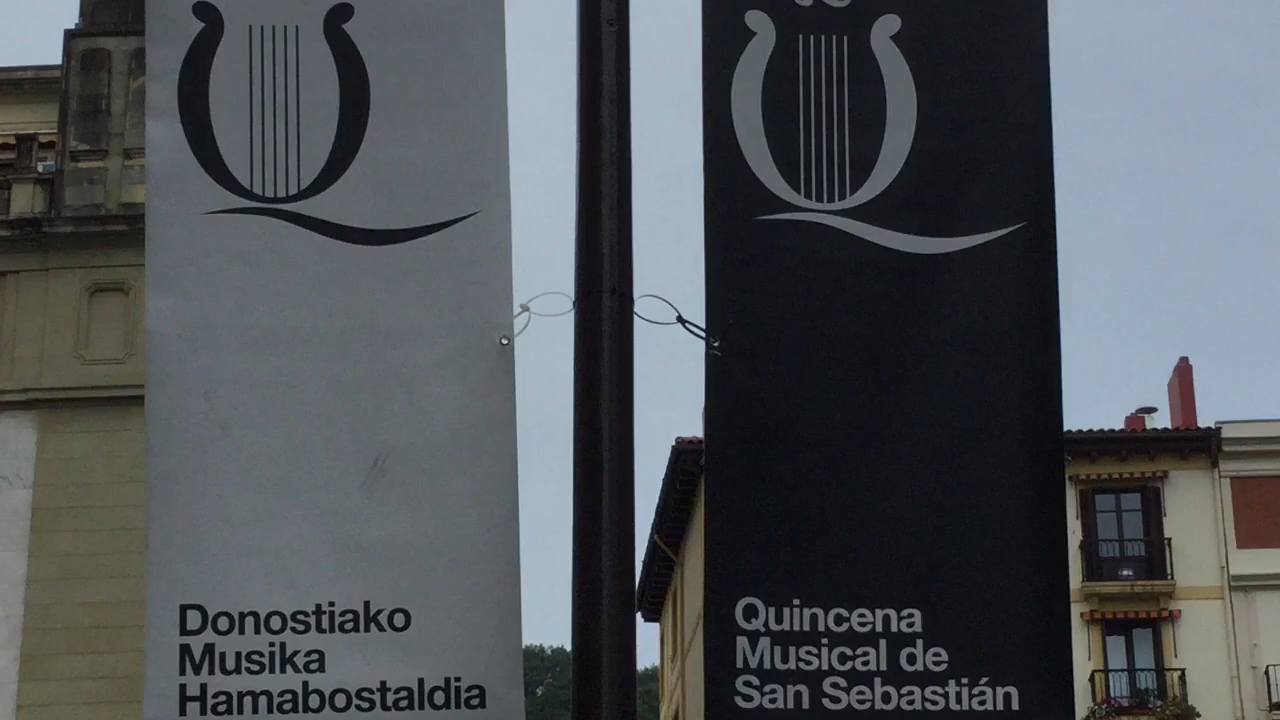 Donostiako
Musika
Hamabostaldia
Quincena
Musical de
San Sebastián